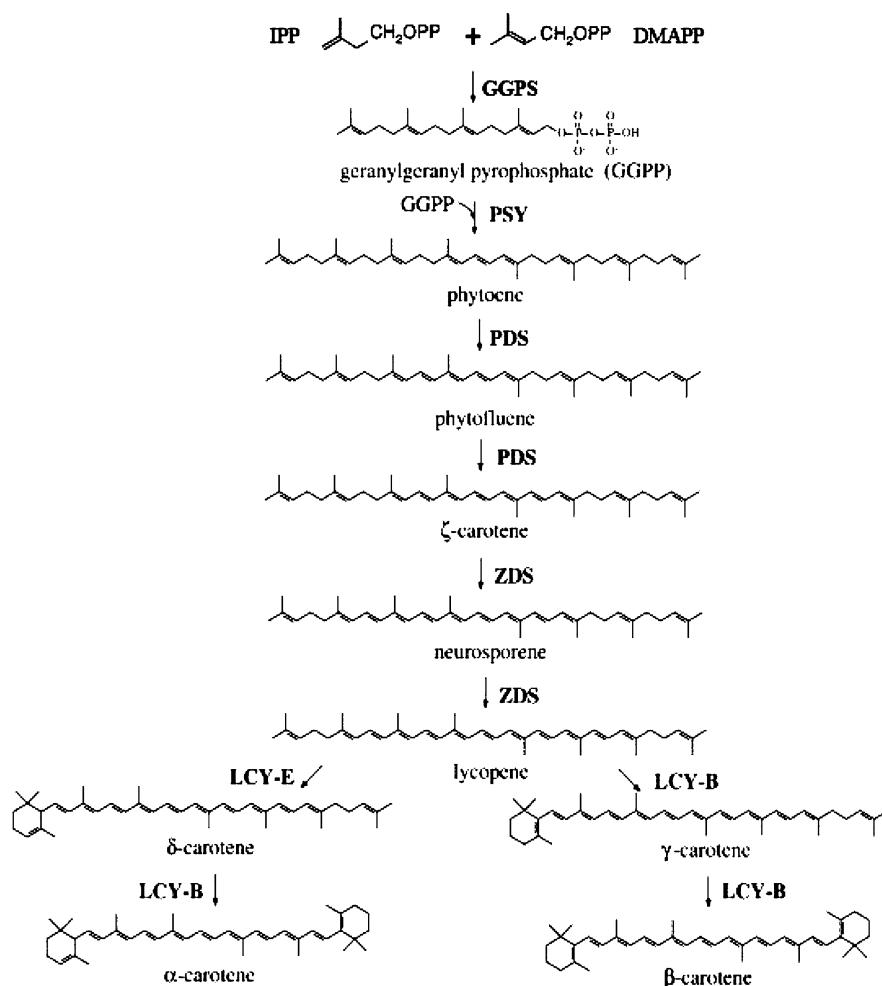 IPP CH₂OPP + CH₂OPP DMAPP
GGPS
O O
O-P-O-P-OH
O- O-
geranylgeranyl pyrophosphate (GGPP)
GGPP PSY
phytoene
PDS
phytofluene
PDS
ζ-carotene
ZDS
neurosporene
ZDS
lycopene
LCY-E LCY-B
δ-carotene γ-carotene
LCY-B LCY-B
α-carotene β-carotene